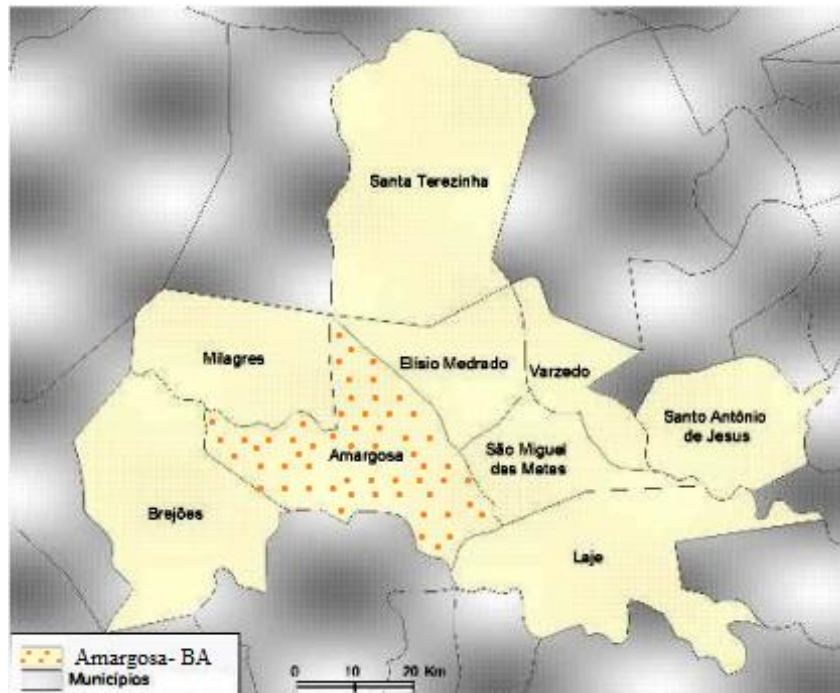 Santa Terezinha
Milagres
Elísio Medrado
Varzedo
Santo Antônio
de Jesus
São Miguel
das Matas
Amargosa
Brejões
Laje
Amargosa- BA
Municípios
0 10 20 Km